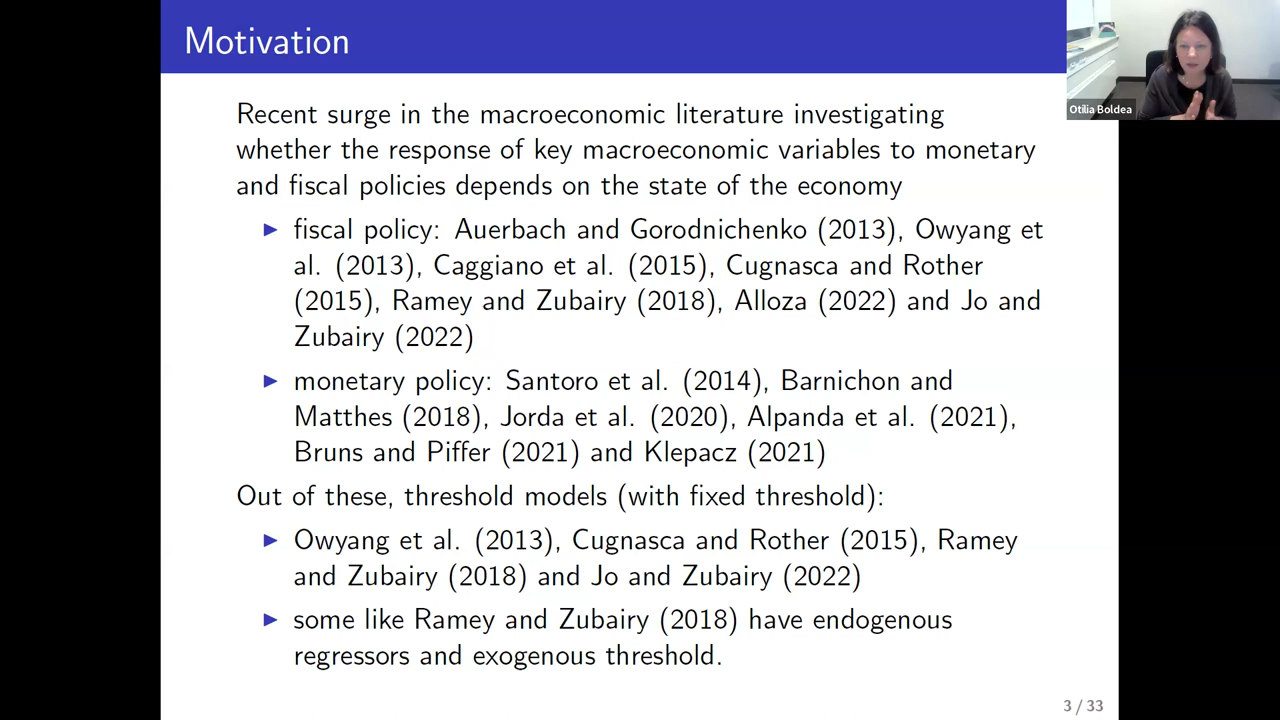 Motivation
Otilia Boldea
Recent surge in the macroeconomic literature investigating
whether the response of key macroeconomic variables to monetary
and fiscal policies depends on the state of the economy
▶ fiscal policy: Auerbach and Gorodnichenko (2013), Owyang et
al. (2013), Caggiano et al. (2015), Cugnasca and Rother
(2015), Ramey and Zubairy (2018), Alloza (2022) and Jo and
Zubairy (2022)
▶ monetary policy: Santoro et al. (2014), Barnichon and
Matthes (2018), Jorda et al. (2020), Alpanda et al. (2021),
Bruns and Piffer (2021) and Klepacz (2021)
Out of these, threshold models (with fixed threshold):
▶ Owyang et al. (2013), Cugnasca and Rother (2015), Ramey
and Zubairy (2018) and Jo and Zubairy (2022)
▶ some like Ramey and Zubairy (2018) have endogenous
regressors and exogenous threshold.
3 / 33